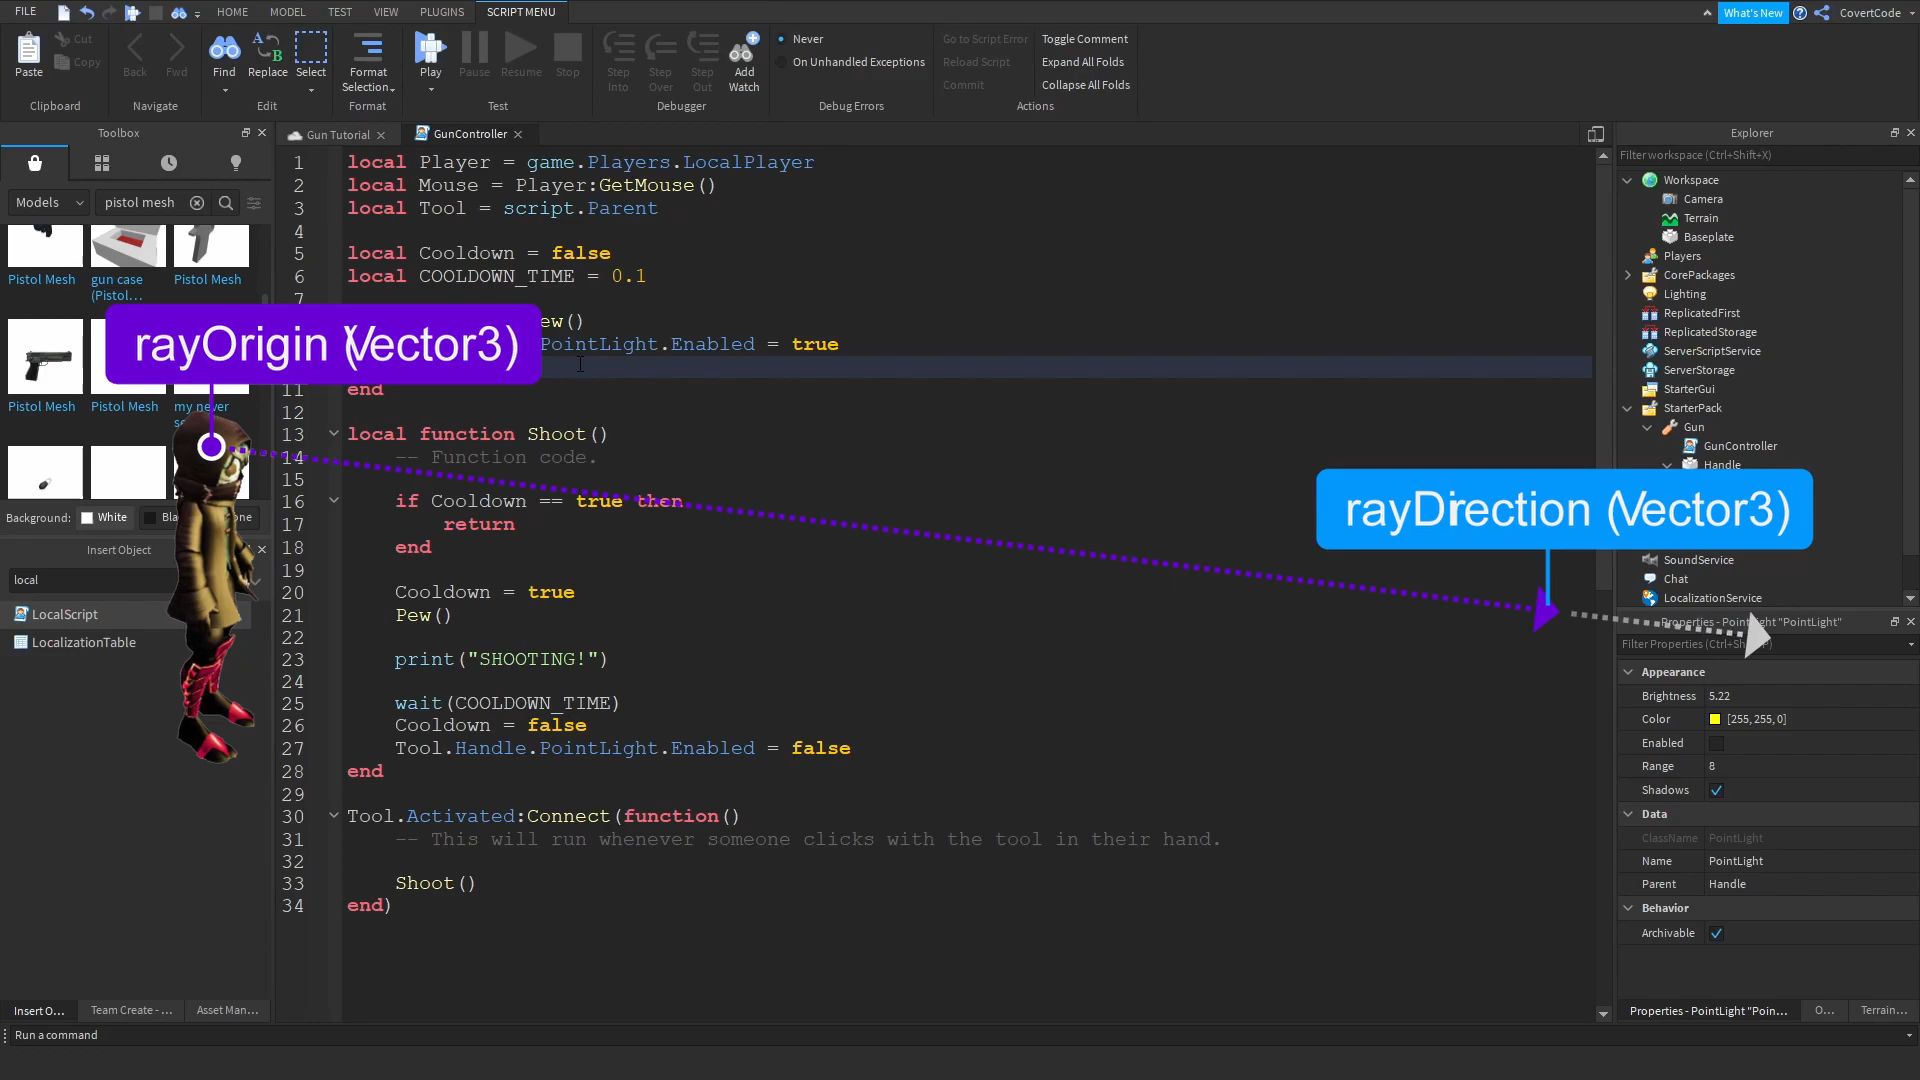 FILE HOME MODEL TEST VIEW PLUGINS SCRIPT MENU What's New CovertCode
Paste Cut Copy Back Fwd Find Replace Select Format Selection Play Pause Resume Stop Step Into Step Over Step Out Add Watch
Never
On Unhandled Exceptions
Go to Script Error
Reload Script
Commit
Toggle Comment
Expand All Folds
Collapse All Folds
Clipboard Navigate Edit Format Test Debugger Debug Errors Actions
Toolbox
Models pistol mesh
Pistol Mesh
gun case (Pistol...
Pistol Mesh
Pistol Mesh
Pistol Mesh
my never
Background: White
Insert Object
local
LocalScript
LocalizationTable
Insert O... Team Create - ... Asset Man...
Run a command
Gun Tutorial GunController
1 local Player = game.Players.LocalPlayer
2 local Mouse = Player:GetMouse()
3 local Tool = script.Parent
4
5 local Cooldown = false
6 local COOLDOWN_TIME = 0.1
7
ew()
PointLight.Enabled = true
11 end
12
13 local function Shoot()
14 -- Function code.
15
16 if Cooldown == true then
17 return
18 end
19
20 Cooldown = true
21 Pew()
22
23 print("SHOOTING!")
24
25 wait(COOLDOWN_TIME)
26 Cooldown = false
27 Tool.Handle.PointLight.Enabled = false
28 end
29
30 Tool.Activated:Connect(function()
31 -- This will run whenever someone clicks with the tool in their hand.
32
33 Shoot()
34 end)
rayOrigin (Vector3)
rayDirection (Vector3)
Explorer
Filter workspace (Ctrl+Shift+X)
Workspace
Camera
Terrain
Baseplate
Players
CorePackages
Lighting
ReplicatedFirst
ReplicatedStorage
ServerScriptService
ServerStorage
StarterGui
StarterPack
Gun
GunController
Handle
SoundService
Chat
LocalizationService
Properties - PointLight "PointLight"
Filter Properties (Ctrl+Shift+P)
Appearance
Brightness 5.22
Color [255, 255, 0]
Enabled
Range 8
Shadows
Data
ClassName PointLight
Name PointLight
Parent Handle
Behavior
Archivable
Properties - PointLight "Poin... O... Terrain...